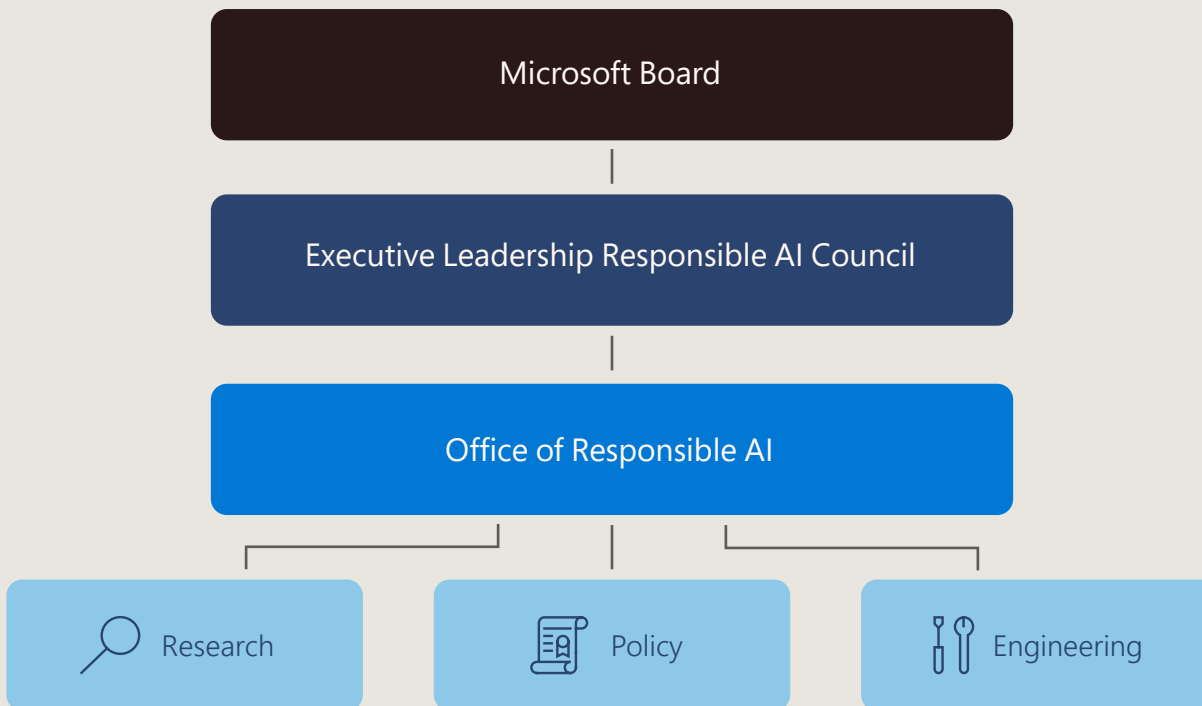 Microsoft Board
Executive Leadership Responsible AI Council
Office of Responsible AI
Research
Policy
Engineering